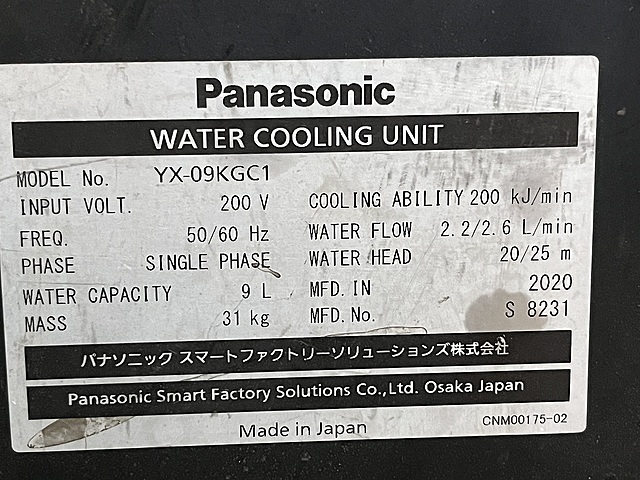 Panasonic
WATER COOLING UNIT
MODEL No. YX-09KGC1
INPUT VOLT. 200 V
FREQ. 50/60 Hz
PHASE SINGLE PHASE
WATER CAPACITY 9 L
MASS 31 kg
COOLING ABILITY 200 kJ/min
WATER FLOW 2.2/2.6 L/min
WATER HEAD 20/25 m
MFD. IN 2020
MFD. No. S 8231
パナソニック スマートファクトリーソリューションズ株式会社
Panasonic Smart Factory Solutions Co.,Ltd. Osaka Japan
Made in Japan
CNM00175-02